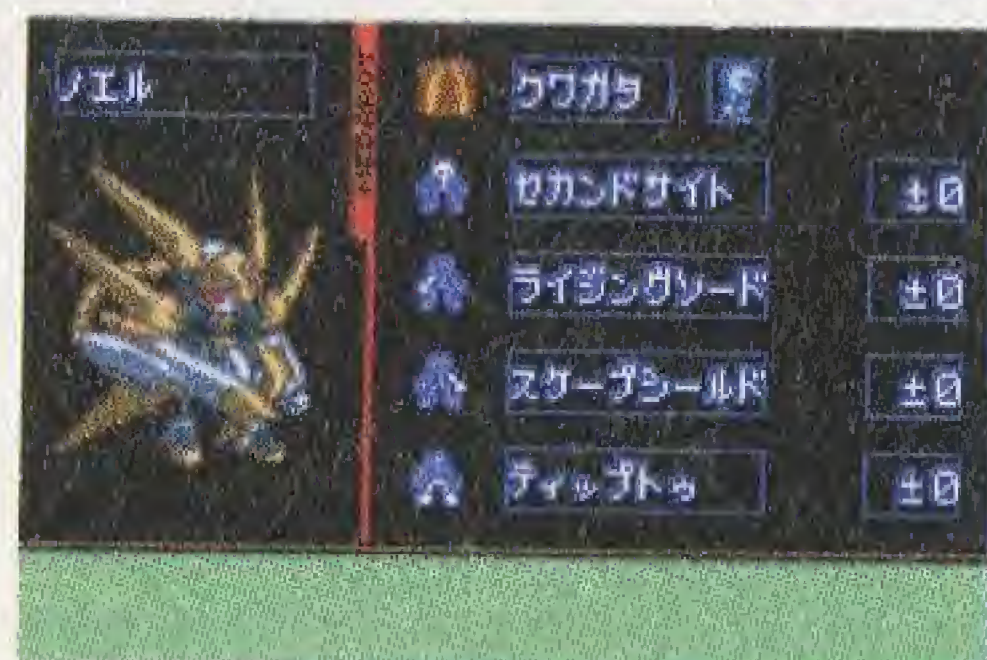 ノエル
クワガタ
セカンドサイト ±0
ライジングソード ±0
スケープシールド ±0
ティップトゥ ±0